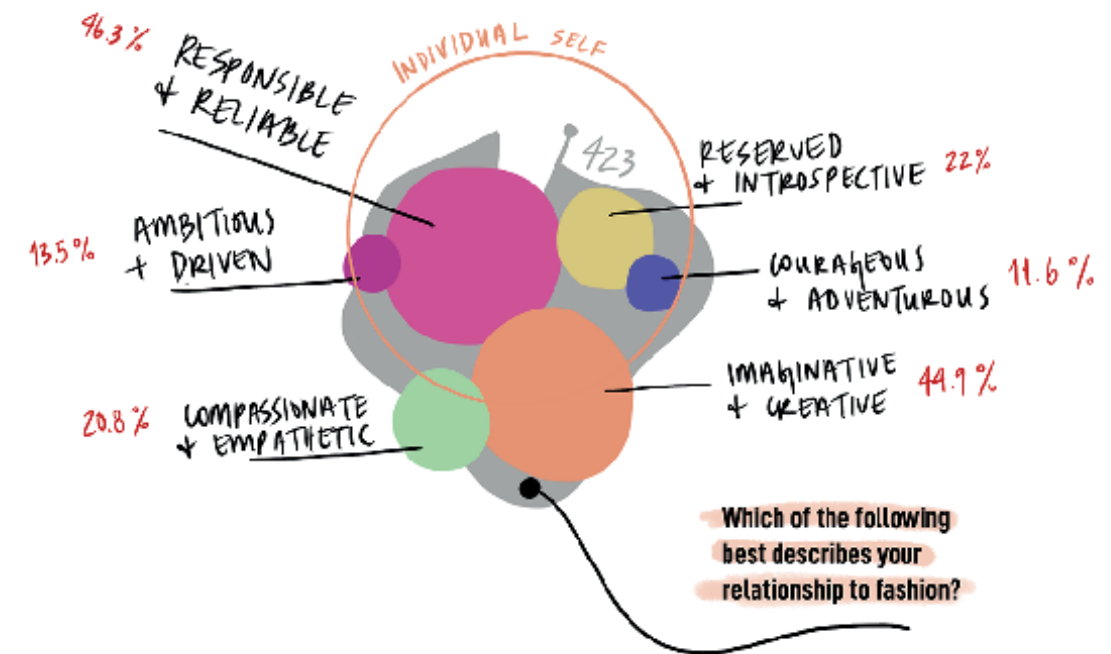 46.3%
RESPONSIBLE
+ RELIABLE
INDIVIDUAL SELF
423
RESERVED
+ INTROSPECTIVE
22%
AMBITIOUS
+ DRIVEN
13.5%
COURAGEOUS
+ ADVENTUROUS
11.6%
IMAGINATIVE
+ CREATIVE
44.9%
20.8%
COMPASSIONATE
+ EMPATHETIC
Which of the following
best describes your
relationship to fashion?